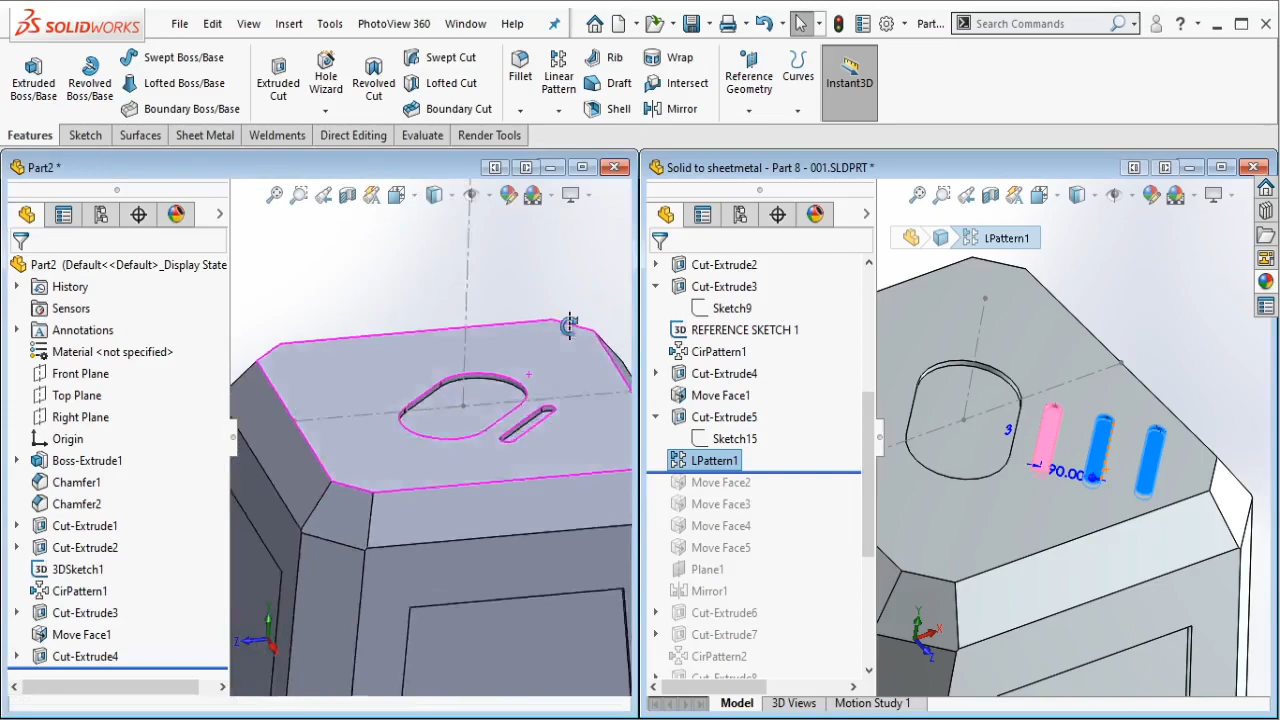 SOLIDWORKS
File Edit View Insert Tools PhotoView 360 Window Help
Part...
Search Commands
Extruded Boss/Base
Revolved Boss/Base
Swept Boss/Base
Lofted Boss/Base
Boundary Boss/Base
Extruded Cut
Hole Wizard
Revolved Cut
Swept Cut
Lofted Cut
Boundary Cut
Fillet
Linear Pattern
Rib
Draft
Shell
Wrap
Intersect
Mirror
Reference Geometry
Curves
Instant3D
Features Sketch Surfaces Sheet Metal Weldments Direct Editing Evaluate Render Tools
Part2 *
Part2 (Default<<Default>_Display State
History
Sensors
Annotations
Material <not specified>
Front Plane
Top Plane
Right Plane
Origin
Boss-Extrude1
Chamfer1
Chamfer2
Cut-Extrude1
Cut-Extrude2
3D 3DSketch1
CirPattern1
Cut-Extrude3
Move Face1
Cut-Extrude4
Y
Z
Solid to sheetmetal - Part 8 - 001.SLDPRT *
Cut-Extrude2
Cut-Extrude3
Sketch9
3D REFERENCE SKETCH 1
CirPattern1
Cut-Extrude4
Move Face1
Cut-Extrude5
Sketch15
LPattern1
Move Face2
Move Face3
Move Face4
Move Face5
Plane1
Mirror1
Cut-Extrude6
Cut-Extrude7
CirPattern2
LPattern1
3
90.00
Y
X
Z
Model 3D Views Motion Study 1